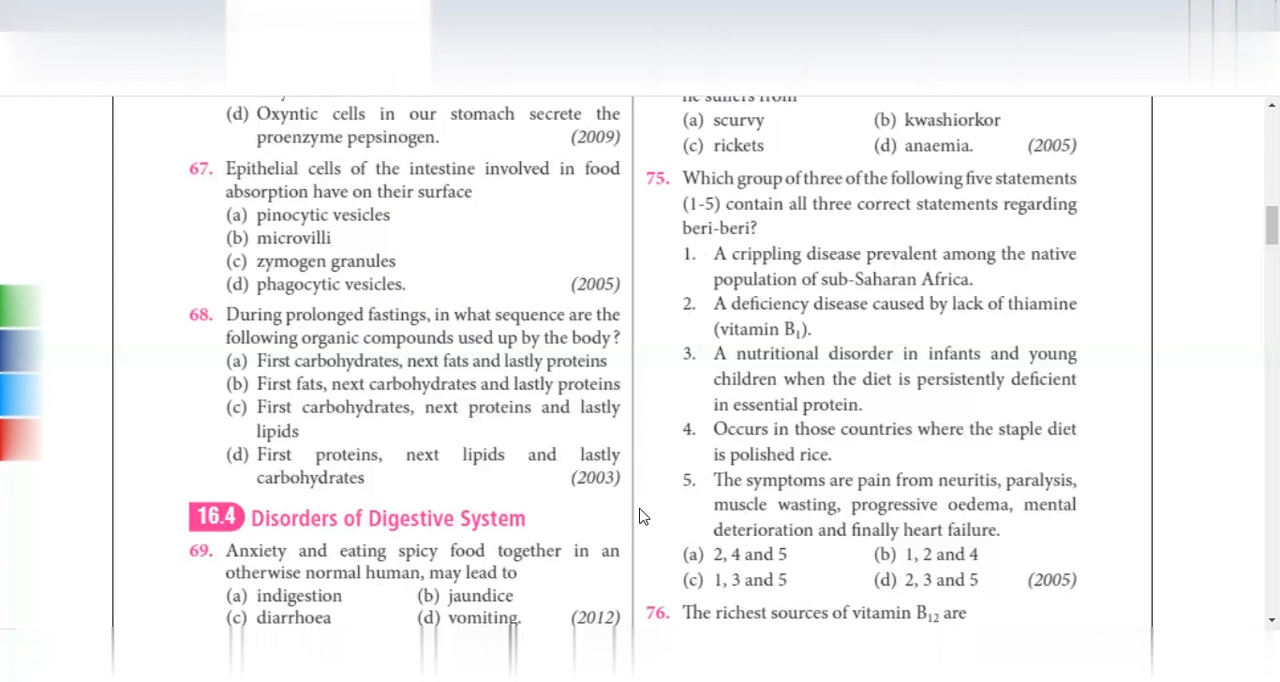 (d) Oxyntic cells in our stomach secrete the
proenzyme pepsinogen. (2009)
67. Epithelial cells of the intestine involved in food
absorption have on their surface
(a) pinocytic vesicles
(b) microvilli
(c) zymogen granules
(d) phagocytic vesicles. (2005)
68. During prolonged fastings, in what sequence are the
following organic compounds used up by the body?
(a) First carbohydrates, next fats and lastly proteins
(b) First fats, next carbohydrates and lastly proteins
(c) First carbohydrates, next proteins and lastly
lipids
(d) First proteins, next lipids and lastly
carbohydrates (2003)
16.4 Disorders of Digestive System
69. Anxiety and eating spicy food together in an
otherwise normal human, may lead to
(a) indigestion (b) jaundice
(c) diarrhoea (d) vomiting. (2012)
he suffers from
(a) scurvy (b) kwashiorkor
(c) rickets (d) anaemia. (2005)
75. Which group of three of the following five statements
(1-5) contain all three correct statements regarding
beri-beri?
1. A crippling disease prevalent among the native
population of sub-Saharan Africa.
2. A deficiency disease caused by lack of thiamine
(vitamin B₁).
3. A nutritional disorder in infants and young
children when the diet is persistently deficient
in essential protein.
4. Occurs in those countries where the staple diet
is polished rice.
5. The symptoms are pain from neuritis, paralysis,
muscle wasting, progressive oedema, mental
deterioration and finally heart failure.
(a) 2, 4 and 5 (b) 1, 2 and 4
(c) 1, 3 and 5 (d) 2, 3 and 5 (2005)
76. The richest sources of vitamin B₁₂ are